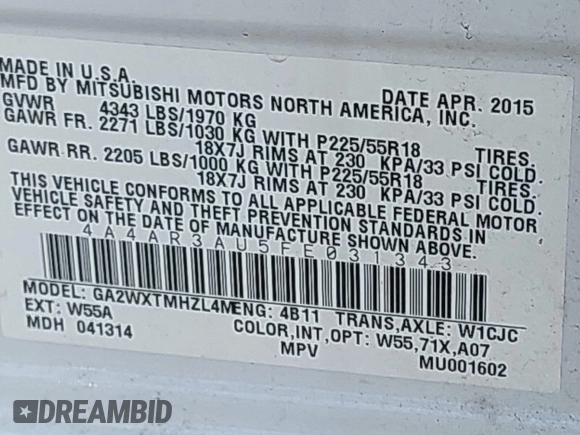 MADE IN U.S.A. DATE APR. 2015
MFD BY MITSUBISHI MOTORS NORTH AMERICA, INC.
GVWR 4343 LBS/1970 KG
GAWR FR. 2271 LBS/1030 KG WITH P225/55R18 TIRES.
18X7J RIMS AT 230 KPA/33 PSI COLD.
GAWR RR. 2205 LBS/1000 KG WITH P225/55R18 TIRES.
18X7J RIMS AT 230 KPA/33 PSI COLD.
THIS VEHICLE CONFORMS TO ALL APPLICABLE FEDERAL MOTOR
VEHICLE SAFETY AND THEFT PREVENTION STANDARDS IN
EFFECT ON THE DATE OF MANUFACTURE SHOWN ABOVE.
4A4AR3AU5FE031343
MODEL: GA2WXTMHZL4M ENG: 4B11 TRANS,AXLE: W1CJC
EXT: W55A COLOR,INT,OPT: W55,71X,A07
MDH 041314 MPV MU001602
DREAMBID